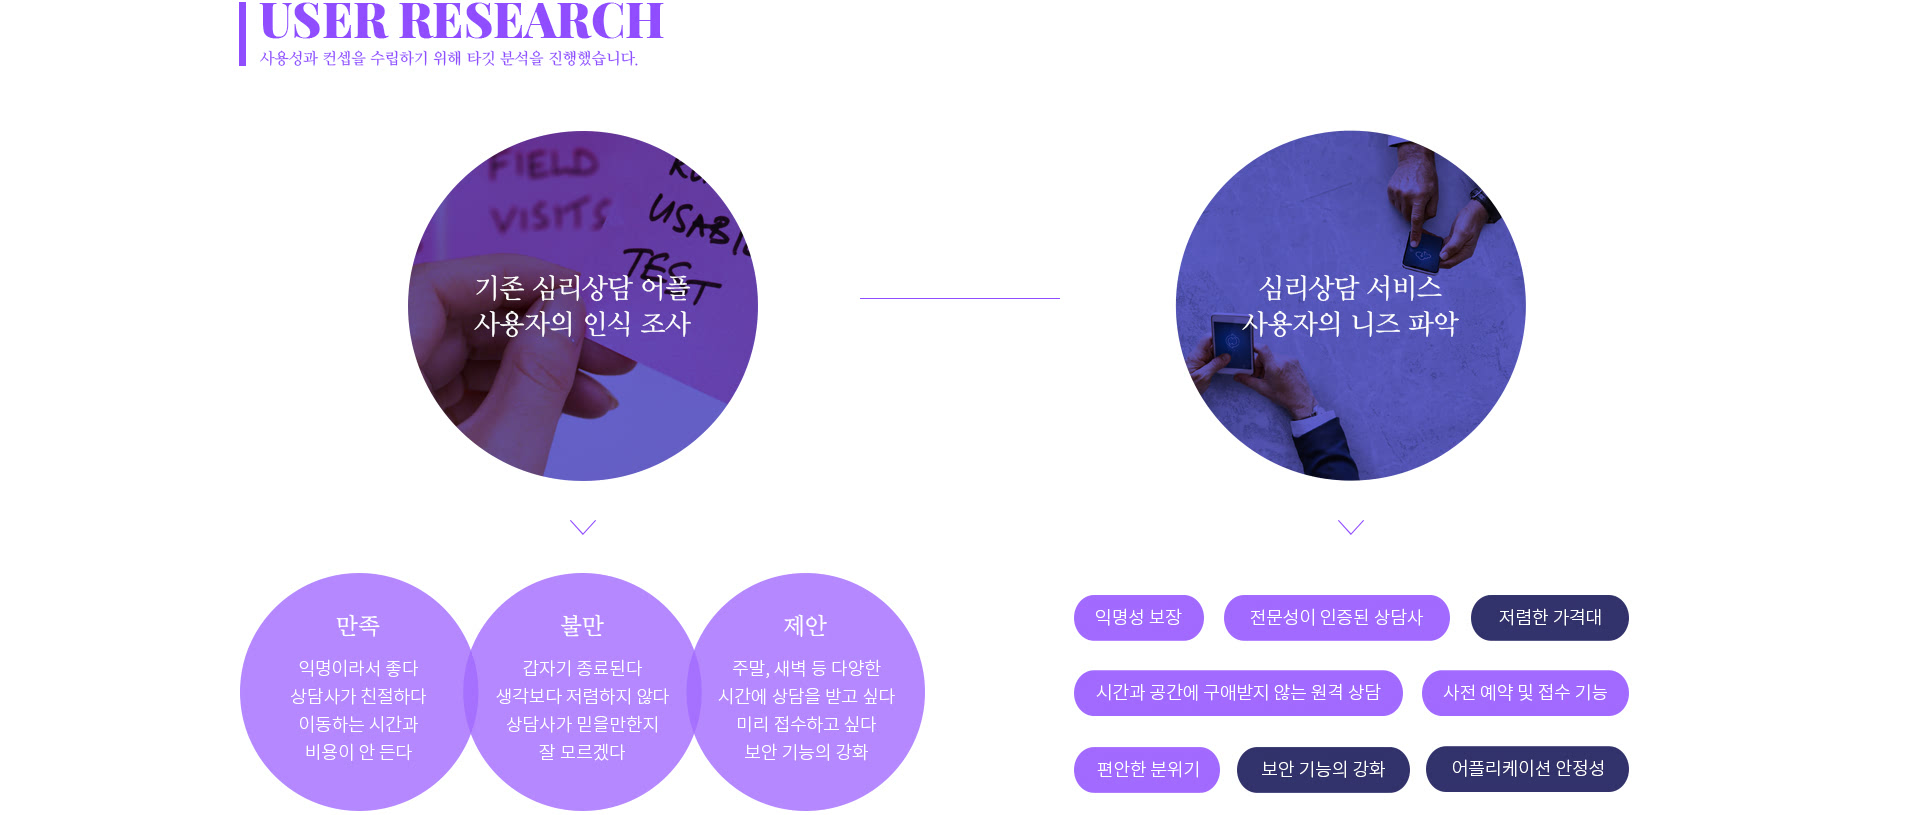 USER RESEARCH
사용성과 컨셉을 수립하기 위해 타깃 분석을 진행했습니다.
FIELD
VISITS
USABI
TEST
기존 심리상담 어플
사용자의 인식 조사
심리상담 서비스
사용자의 니즈 파악
만족
익명이라서 좋다
상담사가 친절하다
이동하는 시간과
비용이 안 든다
불만
갑자기 종료된다
생각보다 저렴하지 않다
상담사가 믿을만한지
잘 모르겠다
제안
주말, 새벽 등 다양한
시간에 상담을 받고 싶다
미리 접수하고 싶다
보안 기능의 강화
익명성 보장
전문성이 인증된 상담사
저렴한 가격대
시간과 공간에 구애받지 않는 원격 상담
사전 예약 및 접수 기능
편안한 분위기
보안 기능의 강화
어플리케이션 안정성